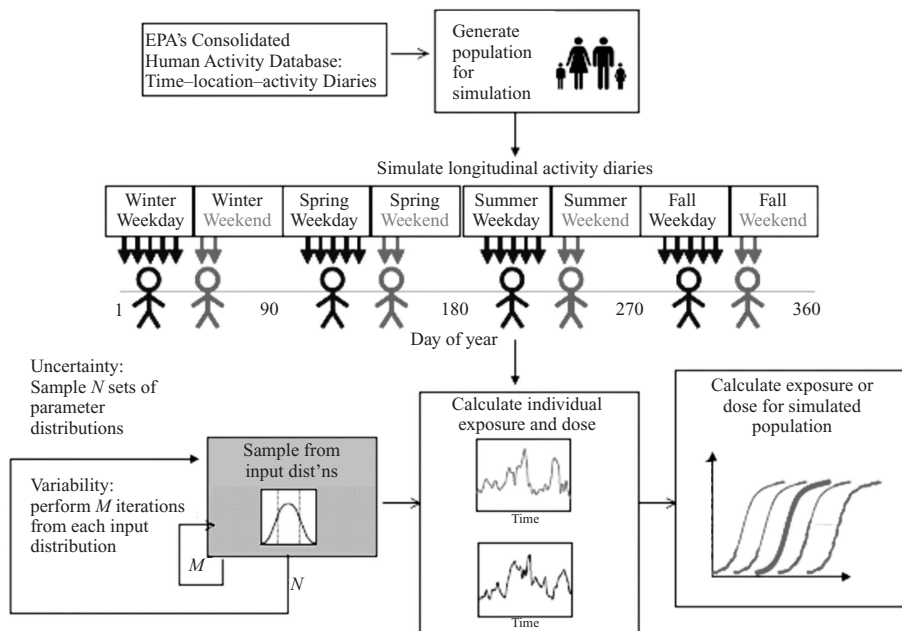 EPA's Consolidated
Human Activity Database:
Time–location–activity Diaries
Generate
population
for
simulation
Simulate longitudinal activity diaries
Winter
Weekday
Winter
Weekend
Spring
Weekday
Spring
Weekend
Summer
Weekday
Summer
Weekend
Fall
Weekday
Fall
Weekend
1
90
180
270
360
Day of year
Uncertainty:
Sample N sets of
parameter
distributions
Variability:
perform M iterations
from each input
distribution
Sample from
input dist'ns
M
N
Calculate individual
exposure and dose
Time
Time
Calculate exposure or
dose for simulated
population